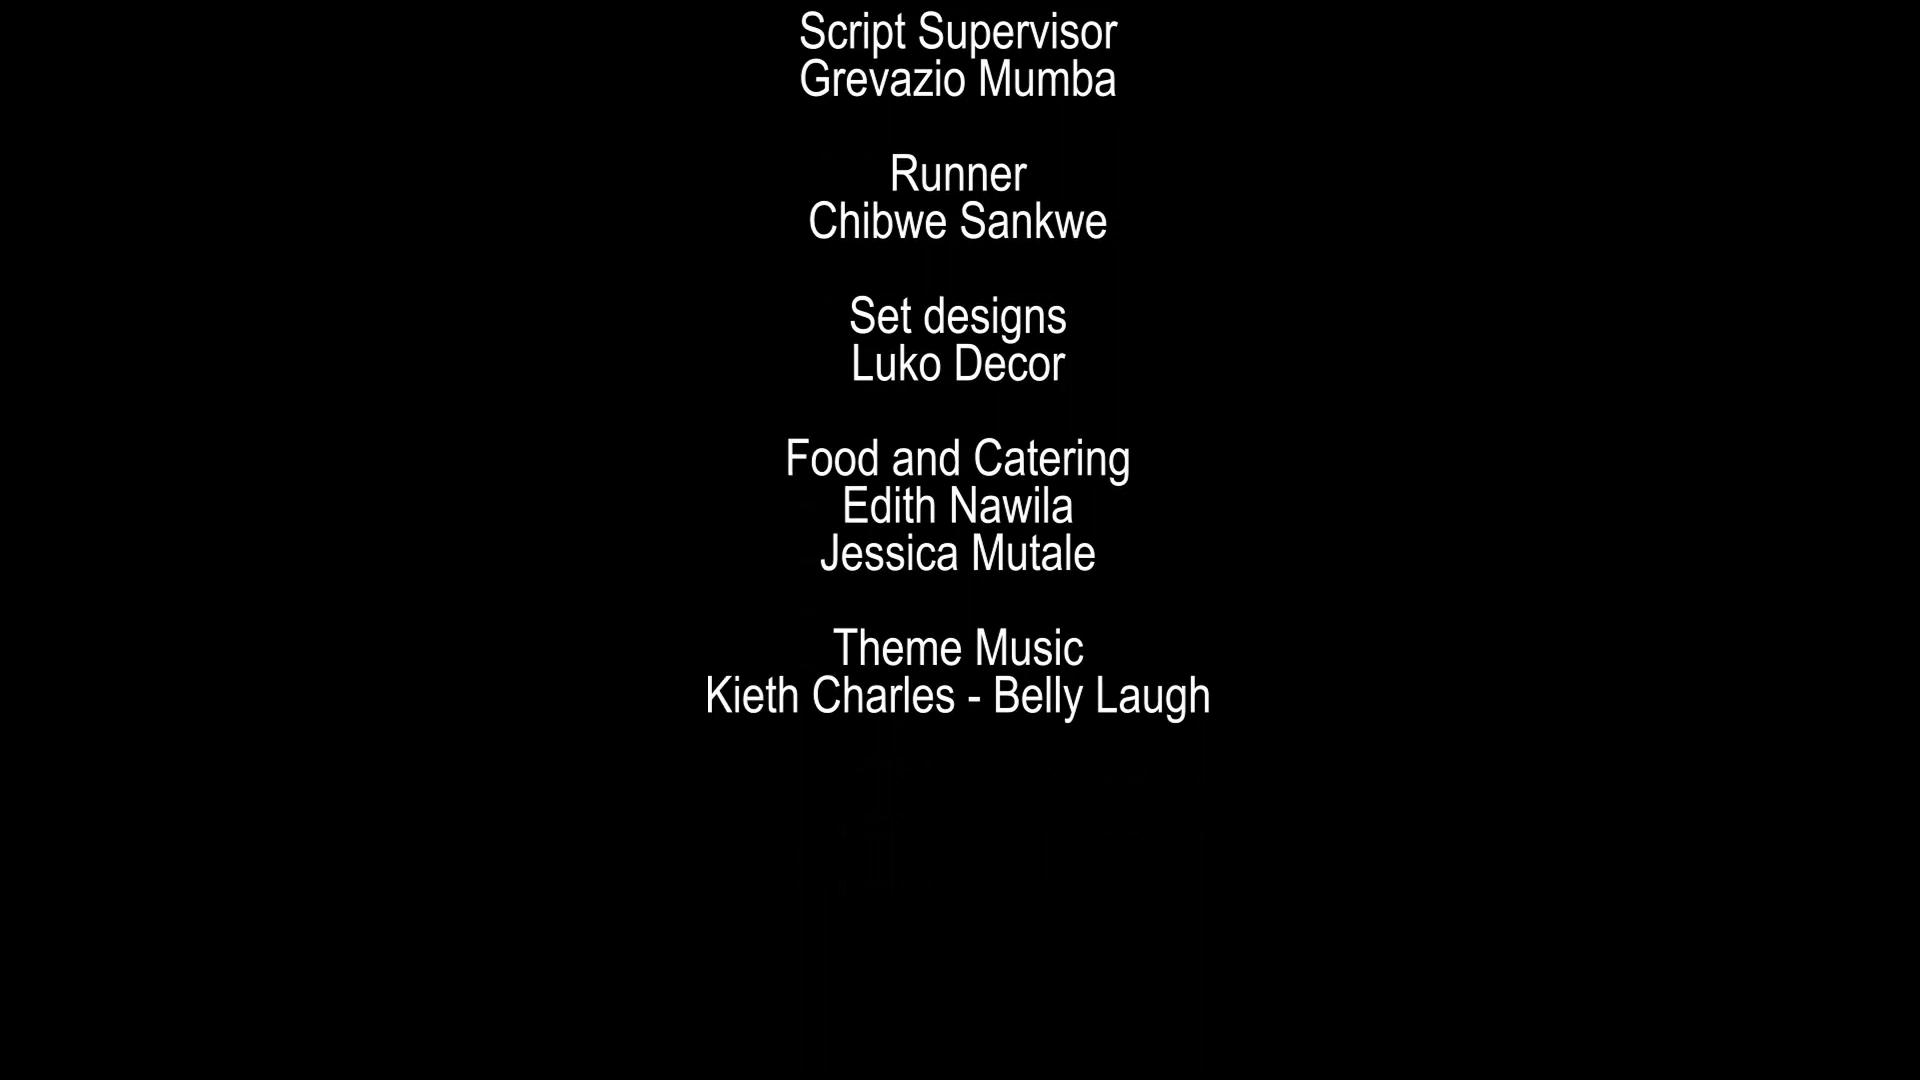 Script Supervisor
Grevazio Mumba
Runner
Chibwe Sankwe
Set designs
Luko Decor
Food and Catering
Edith Nawila
Jessica Mutale
Theme Music
Kieth Charles - Belly Laugh